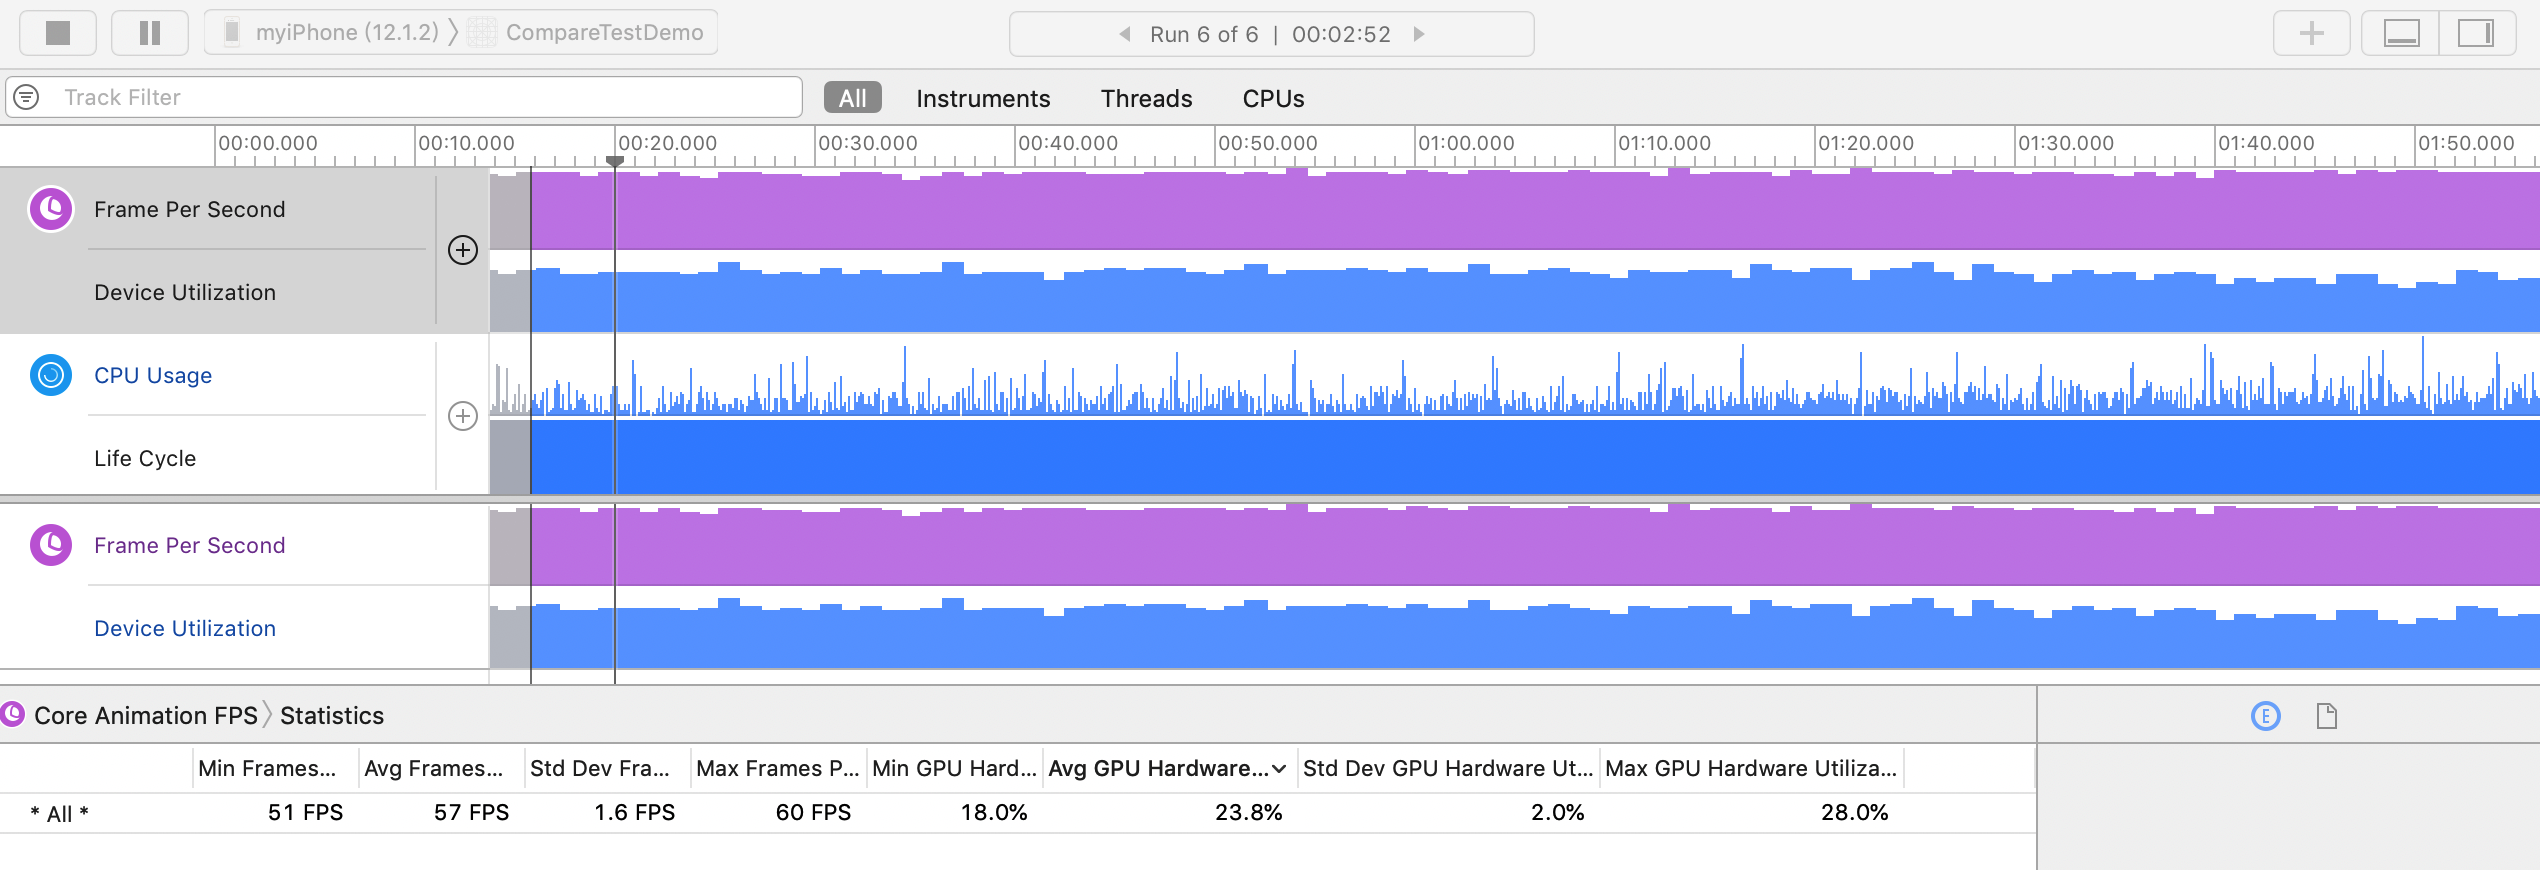 myiPhone (12.1.2) 〉 CompareTestDemo
Run 6 of 6 | 00:02:52
Track Filter
All Instruments Threads CPUs
00:00.000 00:10.000 00:20.000 00:30.000 00:40.000 00:50.000 01:00.000 01:10.000 01:20.000 01:30.000 01:40.000 01:50.000
Frame Per Second
Device Utilization
CPU Usage
Life Cycle
Frame Per Second
Device Utilization
Core Animation FPS 〉 Statistics
E
Min Frames... Avg Frames... Std Dev Fra... Max Frames P... Min GPU Hard... Avg GPU Hardware... Std Dev GPU Hardware Ut... Max GPU Hardware Utiliza...
* All * 51 FPS 57 FPS 1.6 FPS 60 FPS 18.0% 23.8% 2.0% 28.0%